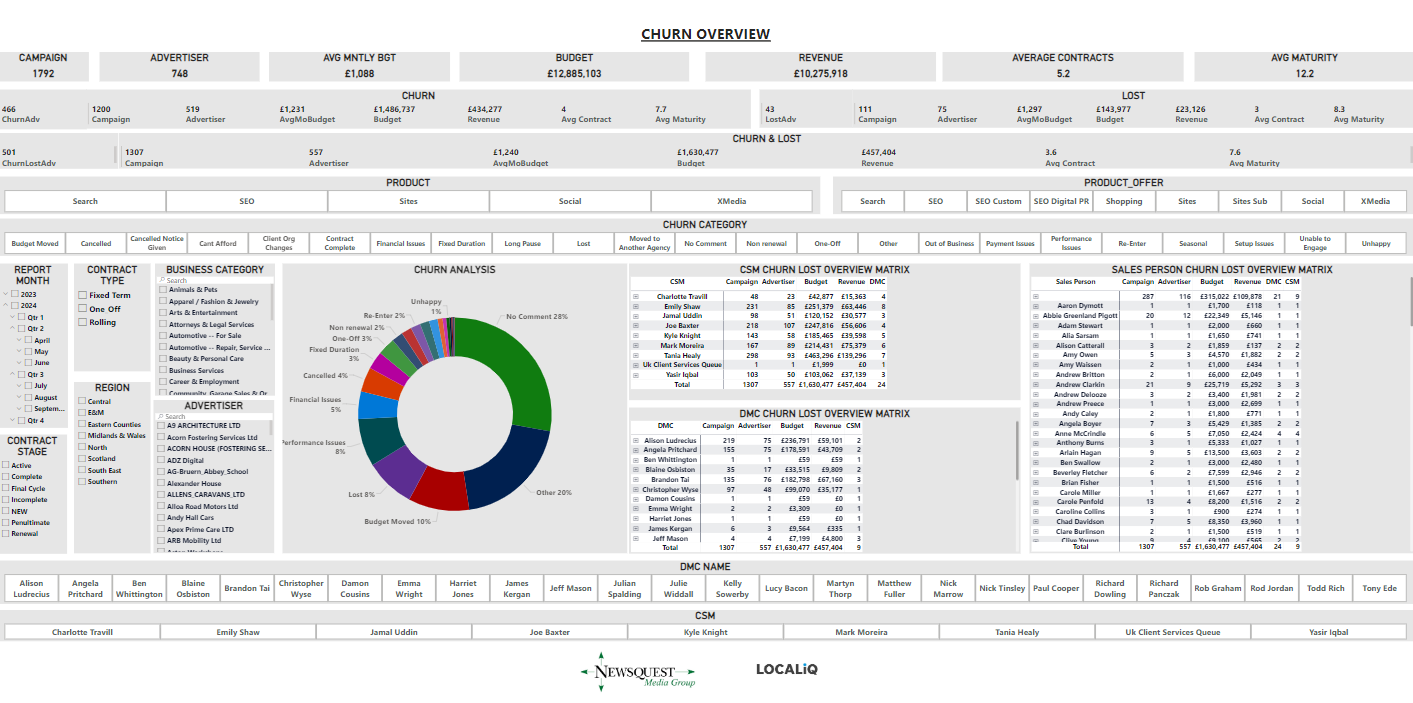 CHURN OVERVIEW
CAMPAIGN
1792
ADVERTISER
748
AVG MNTLY BGT
£1,088
BUDGET
£12,885,103
REVENUE
£10,275,918
AVERAGE CONTRACTS
5.2
AVG MATURITY
12.2
CHURN
466 1200 519 £1,231 £1,486,737 £434,277 4 7.7
ChurnAdv Campaign Advertiser AvgMoBudget Budget Revenue Avg Contract Avg Maturity
LOST
43 111 75 £1,297 £143,977 £23,126 3 8.3
LostAdv Campaign Advertiser AvgMoBudget Budget Revenue Avg Contract Avg Maturity
CHURN & LOST
501 1307 557 £1,240 £1,630,477 £457,404 3.6 7.6
ChurnLostAdv Campaign Advertiser AvgMoBudget Budget Revenue Avg Contract Avg Maturity
PRODUCT
Search SEO Sites Social XMedia
PRODUCT_OFFER
Search SEO SEO Custom SEO Digital PR Shopping Sites Sites Sub Social XMedia
CHURN CATEGORY
Budget Moved
Cancelled
Cancelled Notice
Given
Cant Afford
Client Org
Changes
Contract
Complete
Financial Issues
Fixed Duration
Long Pause
Lost
Moved to
Another Agency
No Comment
Non renewal
One-Off
Other
Out of Business
Payment Issues
Performance
Issues
Re-Enter
Seasonal
Setup Issues
Unable to
Engage
Unhappy
REPORT
MONTH
2023
2024
Qtr 1
Qtr 2
April
May
June
Qtr 3
July
August
Septem...
Qtr 4
CONTRACT
STAGE
Active
Complete
Final Cycle
Incomplete
NEW
Penultimate
Renewal
CONTRACT
TYPE
Fixed Term
One Off
Rolling
REGION
Central
E&M
Eastern Counties
Midlands & Wales
North
Scotland
South East
Southern
BUSINESS CATEGORY
Search
Animals & Pets
Apparel / Fashion & Jewelry
Arts & Entertainment
Attorneys & Legal Services
Automotive -- For Sale
Automotive -- Repair, Service ...
Beauty & Personal Care
Business Services
Career & Employment
Community, Garage Sales & Or...
ADVERTISER
Search
A9 ARCHITECTURE LTD
Acorn Fostering Services Ltd
ACORN HOUSE (FOSTERING SE...
ADZ Digital
AG-Bruern_Abbey_School
Alexander House
ALLENS_CARAVANS_LTD
Alloa Road Motors Ltd
Andy Hall Cars
Apex Prime Care LTD
ARB Mobility Ltd
CHURN ANALYSIS
Unhappy
1%
Re-Enter 2%
Non renewal 2%
One-Off 3%
Fixed Duration
3%
Cancelled 4%
Financial Issues
5%
Performance Issues
8%
Lost 8%
Budget Moved 10%
Other 20%
No Comment 28%
CSM CHURN LOST OVERVIEW MATRIX
CSM Campaign Advertiser Budget Revenue DMC
Charlotte Travill 48 23 £42,877 £15,363 4
Emily Shaw 231 85 £251,379 £63,446 8
Jamal Uddin 98 51 £120,152 £30,577 3
Joe Baxter 218 107 £247,816 £56,606 4
Kyle Knight 143 58 £185,465 £39,598 5
Mark Moreira 167 89 £214,431 £75,379 6
Tania Healy 298 93 £463,296 £139,296 7
Uk Client Services Queue 1 1 £1,999 £0 1
Yasir Iqbal 103 50 £103,062 £37,139 3
Total 1307 557 £1,630,477 £457,404 24
DMC CHURN LOST OVERVIEW MATRIX
DMC Campaign Advertiser Budget Revenue CSM
Alison Ludrecius 219 75 £236,791 £59,101 2
Angela Pritchard 155 75 £178,591 £43,709 2
Ben Whittington 1 1 £59 £59 1
Blaine Osbiston 35 17 £33,515 £9,809 2
Brandon Tai 135 76 £182,798 £67,160 3
Christopher Wyse 97 48 £99,070 £35,177 1
Damon Cousins 1 1 £59 £0 1
Emma Wright 2 2 £3,309 £0 1
Harriet Jones 1 1 £59 £0 1
James Kergan 6 3 £9,564 £335 1
Jeff Mason 4 4 £7,199 £4,800 3
Total 1307 557 £1,630,477 £457,404 9
SALES PERSON CHURN LOST OVERVIEW MATRIX
Sales Person Campaign Advertiser Budget Revenue DMC CSM
287 116 £315,022 £109,878 21 9
Aaron Dymott 1 1 £1,700 £118 1 1
Abbie Greenland Pigott 20 12 £22,349 £5,146 1 1
Adam Stewart 1 1 £2,000 £660 1 1
Alia Sarsam 1 1 £1,650 £741 1 1
Alison Catterall 3 2 £1,859 £137 2 2
Amy Owen 5 3 £4,570 £1,882 2 2
Amy Waissen 2 1 £1,000 £434 1 1
Andrew Britton 2 1 £6,000 £2,049 1 1
Andrew Clarkin 21 9 £25,719 £5,292 3 3
Andrew Delooze 3 2 £3,400 £1,981 2 2
Andrew Preece 1 1 £3,000 £2,699 1 1
Andy Caley 2 1 £1,800 £771 1 1
Angela Boyer 7 3 £5,429 £1,385 2 2
Anne McCrindle 6 5 £7,050 £2,424 4 4
Anthony Burns 3 3 £5,333 £1,027 1 1
Arlain Hagan 9 5 £13,500 £3,603 2 2
Ben Swallow 2 1 £3,000 £2,480 1 1
Beverley Fletcher 6 2 £7,599 £2,946 2 2
Brian Fisher 1 1 £1,500 £516 1 1
Carole Miller 1 1 £1,667 £277 1 1
Carole Penfold 13 4 £8,200 £1,516 2 2
Caroline Collins 3 1 £900 £274 1 1
Chad Davidson 7 3 £8,350 £3,960 1 1
Clare Burlinson 2 1 £1,500 £519 1 1
Clive Young 9 4 £9,100 £565 2 2
Total 1307 557 £1,630,477 £457,404 24 9
DMC NAME
Alison
Ludrecius
Angela
Pritchard
Ben
Whittington
Blaine
Osbiston
Brandon Tai
Christopher
Wyse
Damon
Cousins
Emma
Wright
Harriet
Jones
James
Kergan
Jeff Mason
Julian
Spalding
Julie
Widdall
Kelly
Sowerby
Lucy Bacon
Martyn
Thorp
Matthew
Fuller
Nick
Marrow
Nick Tinsley
Paul Cooper
Richard
Dowling
Richard
Panczak
Rob Graham
Rod Jordan
Todd Rich
Tony Ede
CSM
Charlotte Travill Emily Shaw Jamal Uddin Joe Baxter Kyle Knight Mark Moreira Tania Healy Uk Client Services Queue Yasir Iqbal
NEWSQUEST
Media Group
LOCALiQ